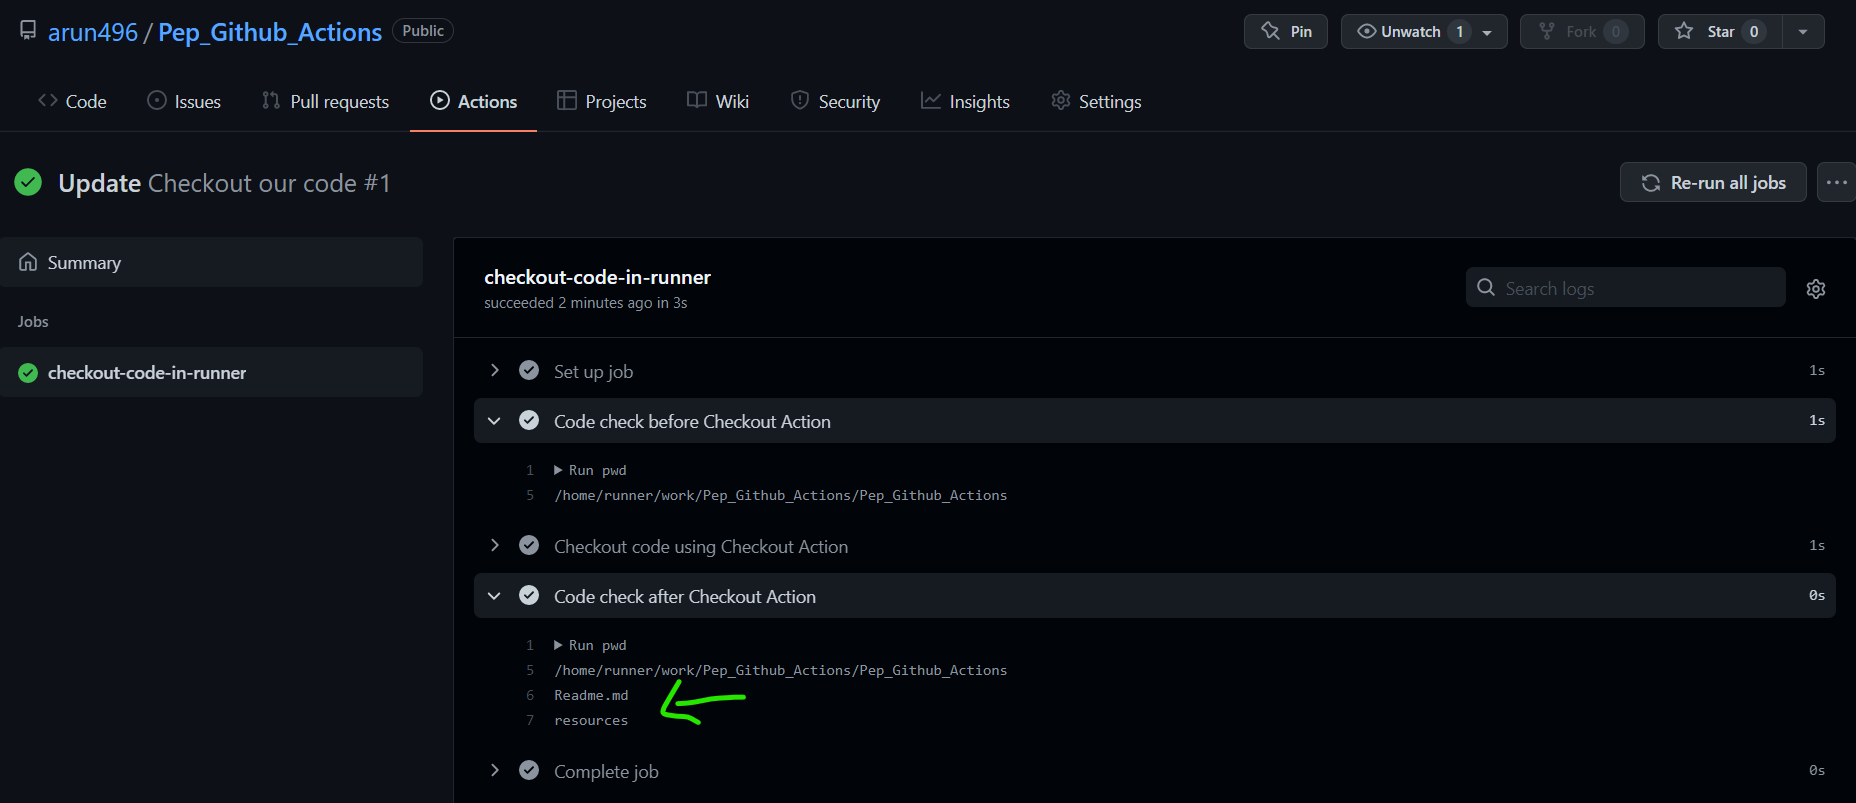 arun496 / Pep_Github_Actions Public Pin Unwatch 1 Fork 0 Star 0
Code Issues Pull requests Actions Projects Wiki Security Insights Settings
Update Checkout our code #1 Re-run all jobs
Summary
Jobs
checkout-code-in-runner
checkout-code-in-runner
succeeded 2 minutes ago in 3s
Search logs
Set up job 1s
Code check before Checkout Action 1s
1 Run pwd
5 /home/runner/work/Pep_Github_Actions/Pep_Github_Actions
Checkout code using Checkout Action 1s
Code check after Checkout Action 0s
1 Run pwd
5 /home/runner/work/Pep_Github_Actions/Pep_Github_Actions
6 Readme.md
7 resources
Complete job 0s